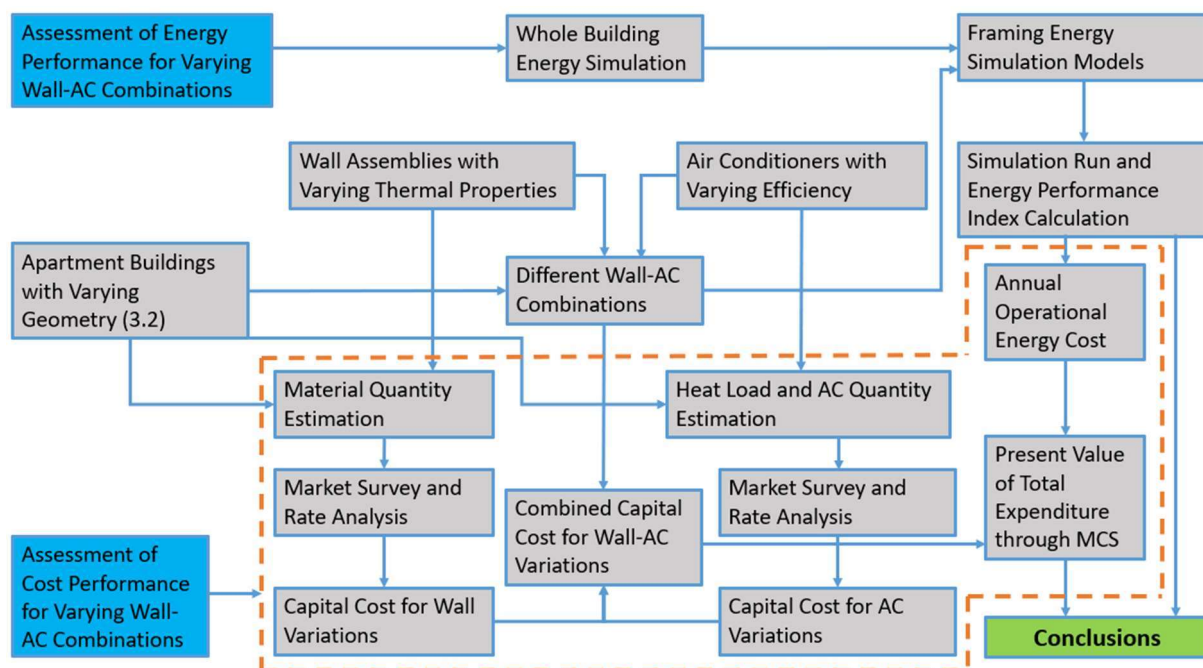 Assessment of Energy
Performance for Varying
Wall-AC Combinations
Whole Building
Energy Simulation
Framing Energy
Simulation Models
Wall Assemblies with
Varying Thermal Properties
Air Conditioners with
Varying Efficiency
Simulation Run and
Energy Performance
Index Calculation
Apartment Buildings
with Varying
Geometry (3.2)
Different Wall-AC
Combinations
Annual
Operational
Energy Cost
Material Quantity
Estimation
Heat Load and AC Quantity
Estimation
Market Survey and
Rate Analysis
Combined Capital
Cost for Wall-AC
Variations
Market Survey and
Rate Analysis
Present Value
of Total
Expenditure
through MCS
Assessment of
Cost Performance
for Varying Wall-
AC Combinations
Capital Cost for Wall
Variations
Capital Cost for AC
Variations
Conclusions